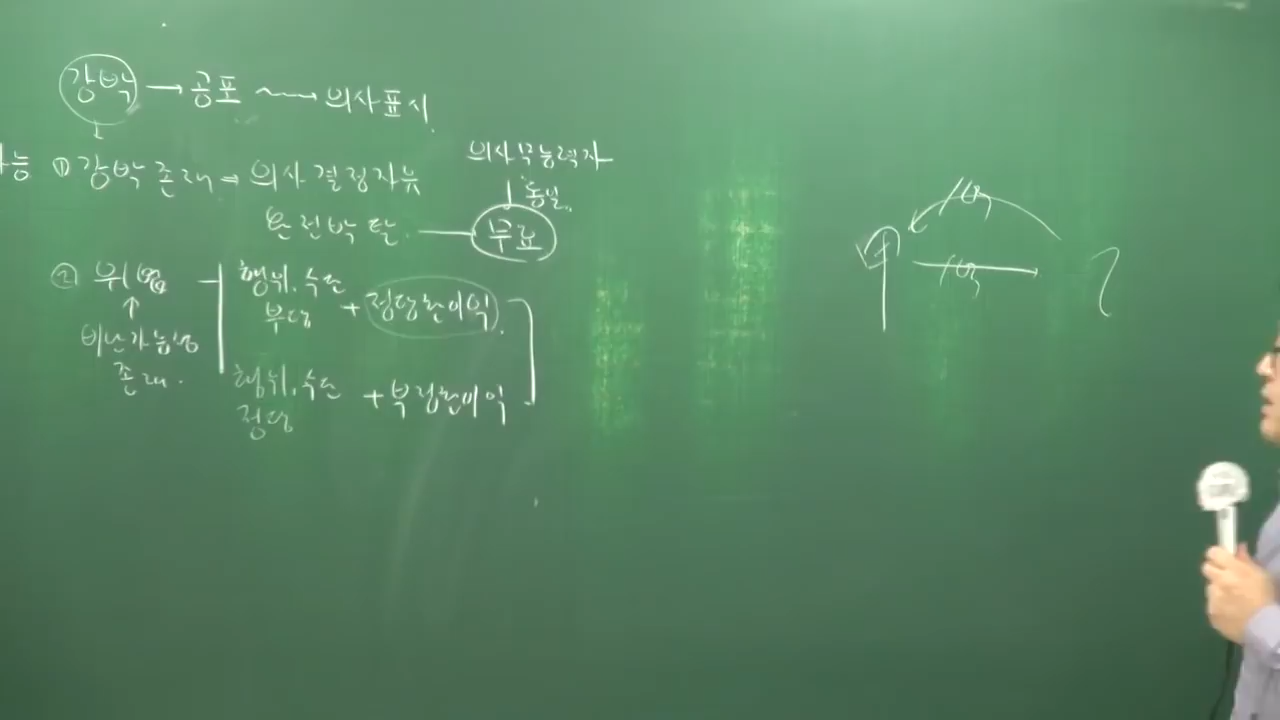 강박 → 공포 ~→ 의사표시
① 강박 존재 → 의사결정자유
완전박탈 — 무효
의사무능력자
동일
② 위법
↑
비난가능성
존재.
행위, 수단
부당 + 정당한이익
행위, 수단
정당 + 부정한이익
甲
乙